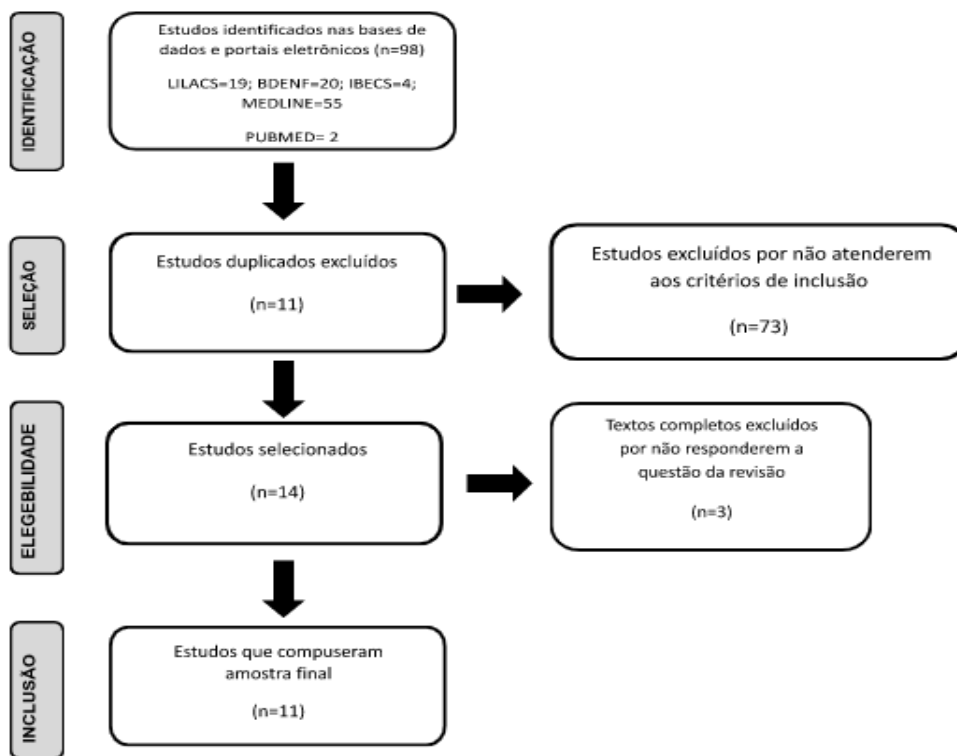 IDENTIFICAÇÃO
Estudos identificados nas bases de
dados e portais eletrônicos (n=98)
LILACS=19; BDENF=20; IBECS=4;
MEDLINE=55
PUBMED= 2
SELEÇÃO
Estudos duplicados excluídos
(n=11)
Estudos excluídos por não atenderem
aos critérios de inclusão
(n=73)
ELEGEBILIDADE
Estudos selecionados
(n=14)
Textos completos excluídos
por não responderem a
questão da revisão
(n=3)
INCLUSÃO
Estudos que compuseram
amostra final
(n=11)